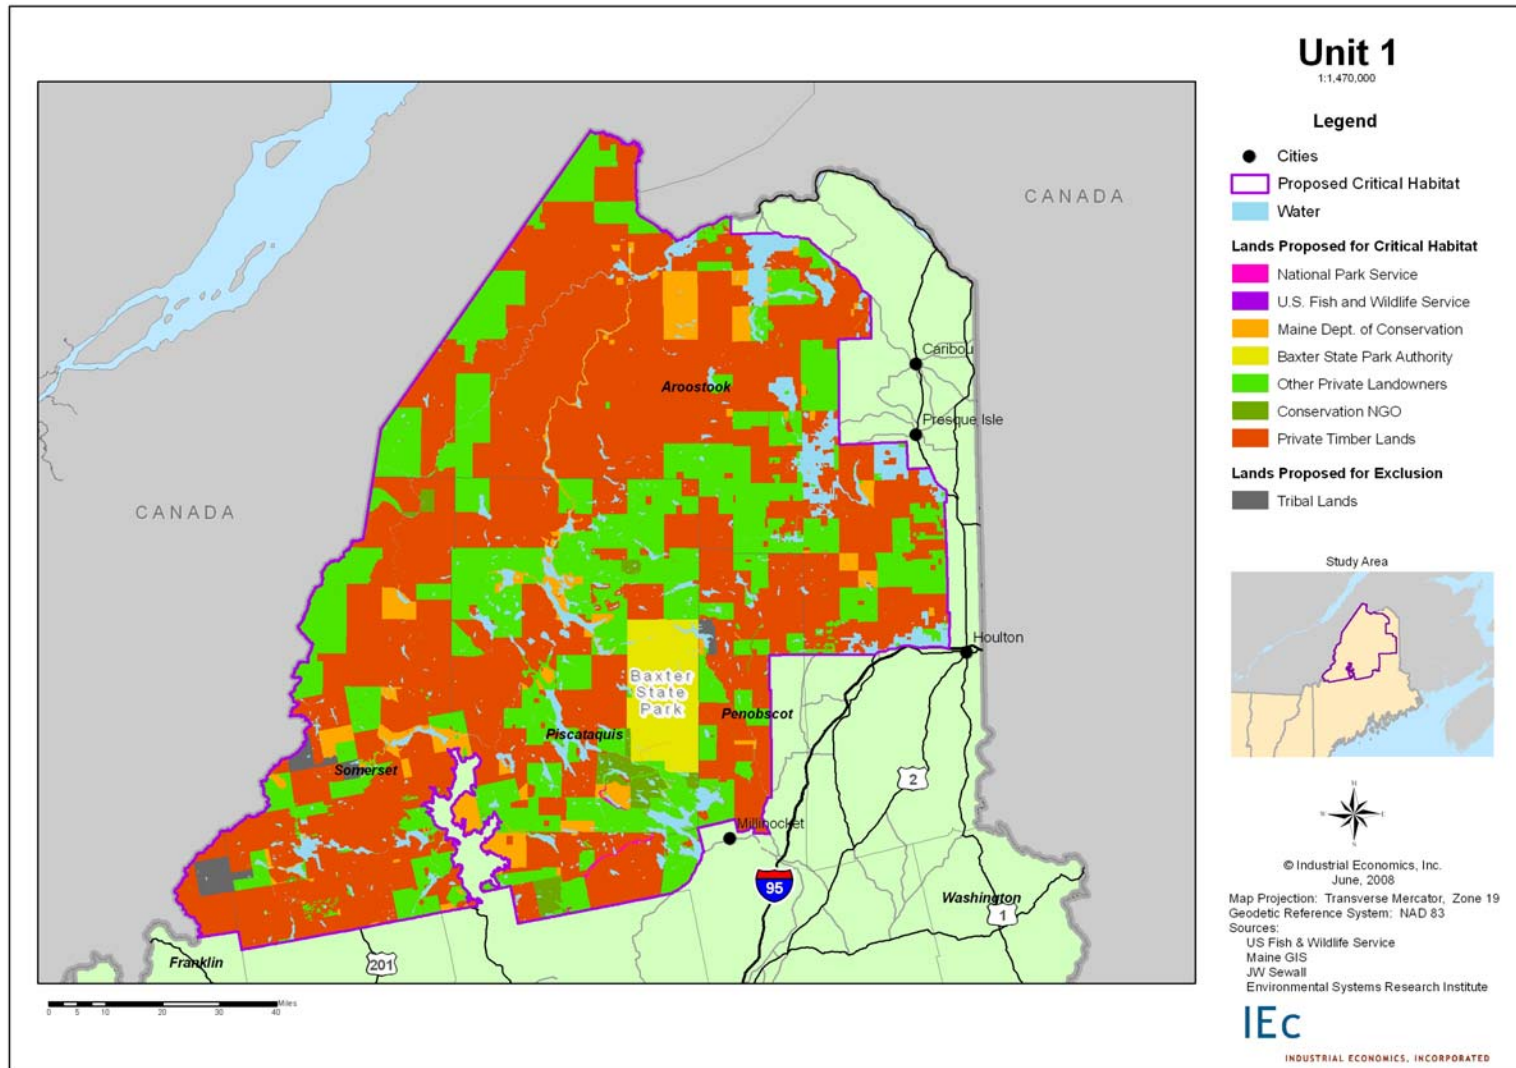 Unit 1
1:1,470,000
Legend
Cities
Proposed Critical Habitat
Water
Lands Proposed for Critical Habitat
National Park Service
U.S. Fish and Wildlife Service
Maine Dept. of Conservation
Baxter State Park Authority
Other Private Landowners
Conservation NGO
Private Timber Lands
Lands Proposed for Exclusion
Tribal Lands
Study Area
N
W
E
S
© Industrial Economics, Inc.
June, 2008
Map Projection: Transverse Mercator, Zone 19
Geodetic Reference System: NAD 83
Sources:
US Fish & Wildlife Service
Maine GIS
JW Sewall
Environmental Systems Research Institute
IEc
INDUSTRIAL ECONOMICS, INCORPORATED
CANADA
CANADA
Caribou
Aroostook
Presque Isle
Houlton
Baxter
State
Park
Penobscot
Piscataquis
Somerset
2
Millinocket
95
Washington
1
Franklin
201
Miles
0 5 10 20 30 40